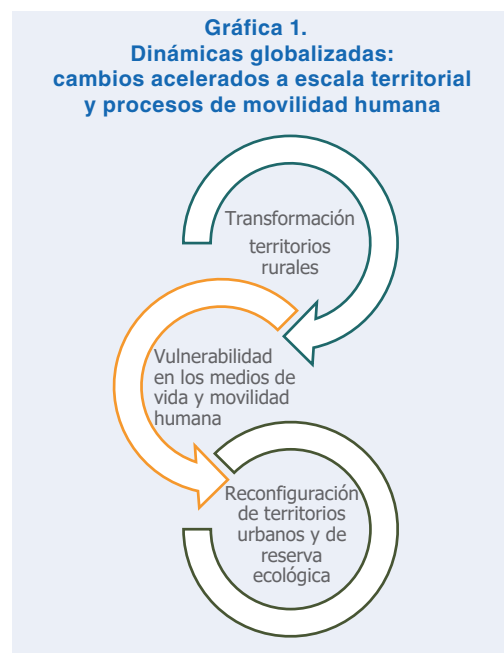 Gráfica 1.
Dinámicas globalizadas:
cambios acelerados a escala territorial
y procesos de movilidad humana
Transformación
territorios
rurales
Vulnerabilidad
en los medios de
vida y movilidad
humana
Reconfiguración
de territorios
urbanos y de
reserva
ecológica